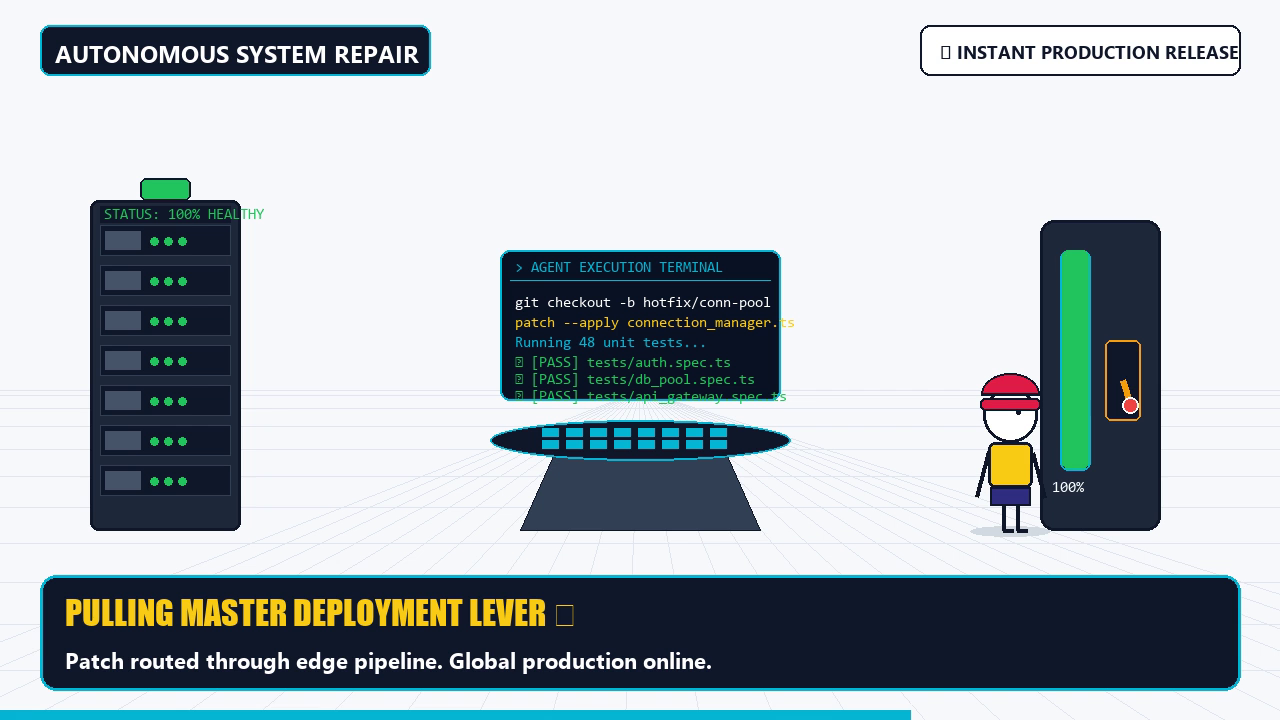 AUTONOMOUS SYSTEM REPAIR
INSTANT PRODUCTION RELEASE
STATUS: 100% HEALTHY
> AGENT EXECUTION TERMINAL
git checkout -b hotfix/conn-pool
patch --apply connection_manager.ts
Running 48 unit tests...
[PASS] tests/auth.spec.ts
[PASS] tests/db_pool.spec.ts
[PASS] tests/api_gateway.spec.ts
100%
PULLING MASTER DEPLOYMENT LEVER
Patch routed through edge pipeline. Global production online.